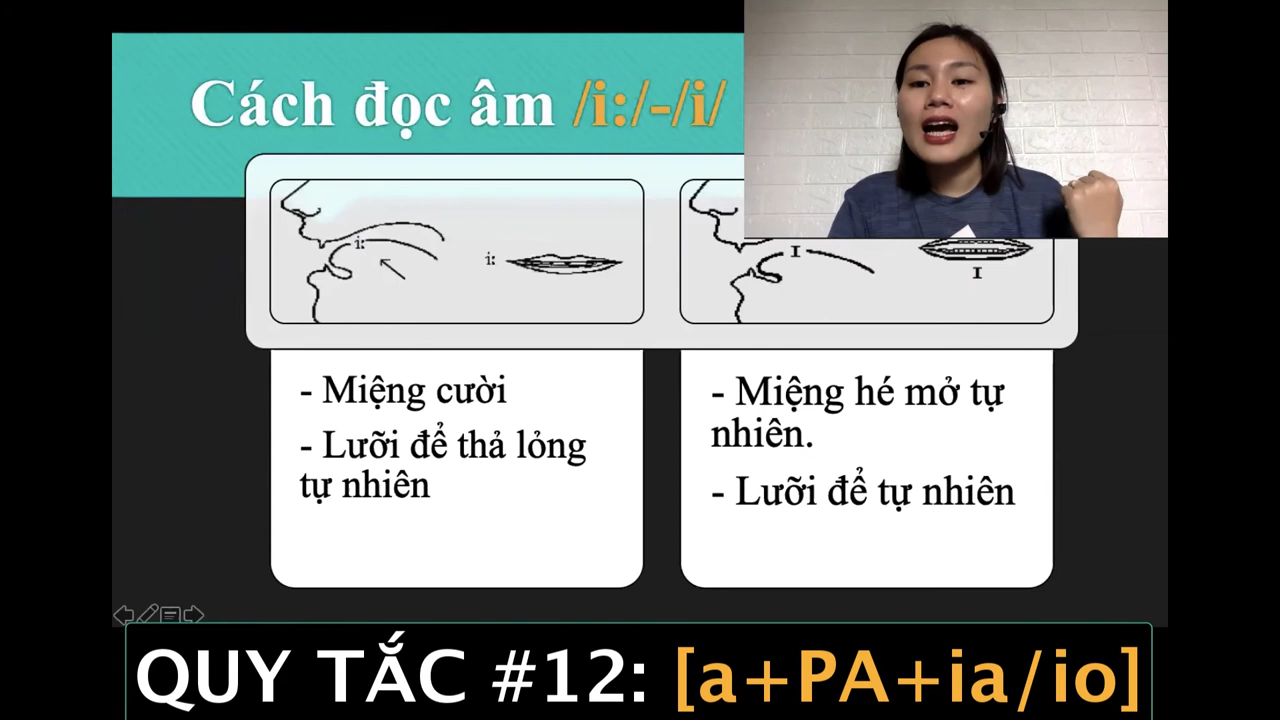 Cách đọc âm /i:/-/i/
i:
i:
I
I
- Miệng cười
- Lưỡi để thả lỏng
tự nhiên
- Miệng hé mở tự
nhiên.
- Lưỡi để tự nhiên
QUY TẮC #12: [a+PA+ia/io]